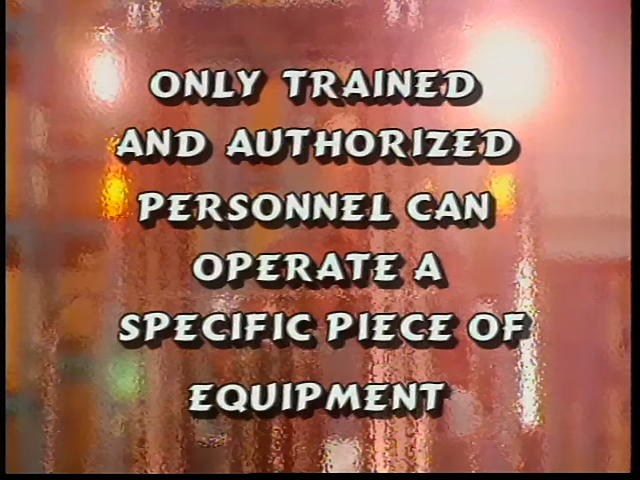 ONLY TRAINED
AND AUTHORIZED
PERSONNEL CAN
OPERATE A
SPECIFIC PIECE OF
EQUIPMENT